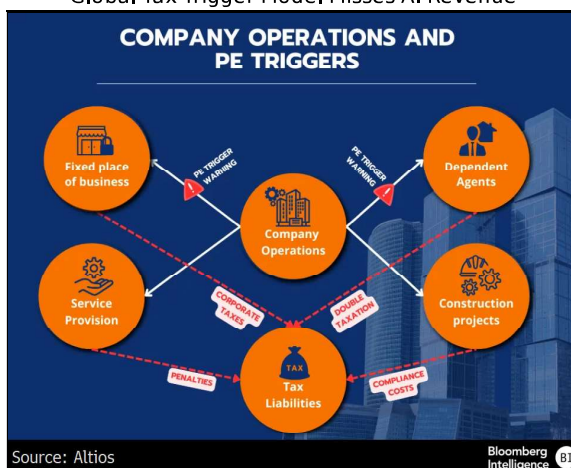 Global Tax Trigger Model Misses AI Revenue
COMPANY OPERATIONS AND
PE TRIGGERS
Fixed place
of business
PE TRIGGER
WARNING
PE TRIGGER
WARNING
Dependent
Agents
Company
Operations
Service
Provision
CORPORATE
TAXES
DOUBLE
TAXATION
Construction
projects
PENALTIES
TAX
Tax
Liabilities
COMPLIANCE
COSTS
Source: Altios
Bloomberg
Intelligence
BI